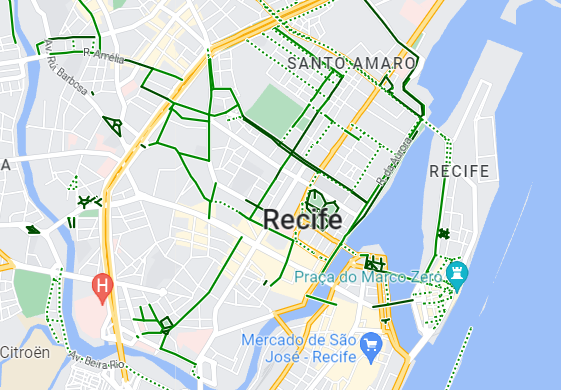 R. Amélia
Av. Rui Barbosa
SANTO AMARO
R. da Aurora
A
RECIFE
Recife
Praça do Marco Zero
H
Mercado de São
José - Recife
Citroën
Av. Beira Rio